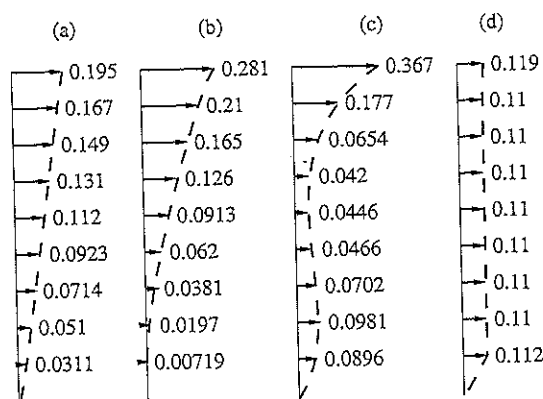 (a) (b) (c) (d)
0.195 0.281 0.367 0.119
0.167 0.21 0.177 0.11
0.149 0.165 0.0654 0.11
0.131 0.126 0.042 0.11
0.112 0.0913 0.0446 0.11
0.0923 0.062 0.0466 0.11
0.0714 0.0381 0.0702 0.11
0.051 0.0197 0.0981 0.11
0.0311 0.00719 0.0896 0.112